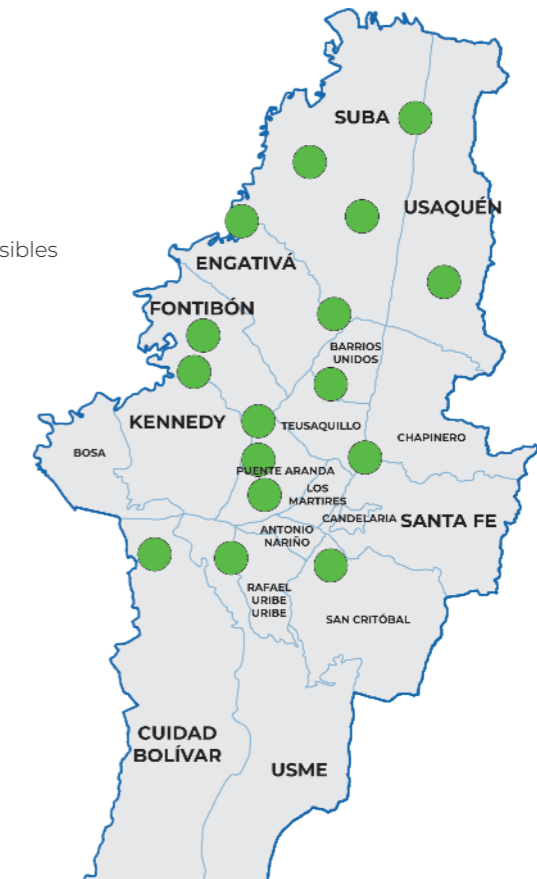 SUBA
USAQUÉN
sibles
ENGATIVÁ
FONTIBÓN
BARRIOS
UNIDOS
KENNEDY
TEUSAQUILLO
CHAPINERO
BOSA
PUENTE ARANDA
LOS
MARTIRES
CANDELARIA
SANTA FE
ANTONIO
NARIÑO
RAFAEL
URIBE
URIBE
SAN CRITÓBAL
CUIDAD
BOLÍVAR
USME